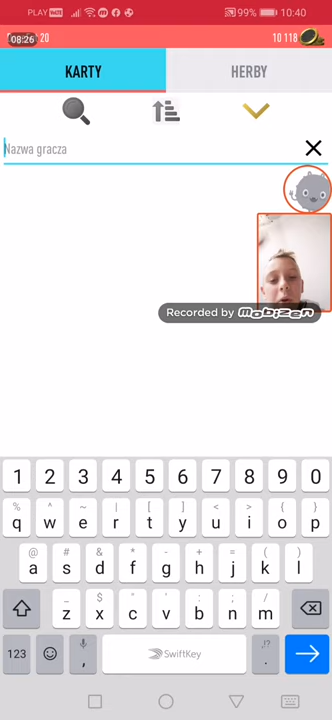 PLAY 99% 10:40
08:26 20 10 118
KARTY HERBY
Nazwa gracza
Recorded by mobizen
1 2 3 4 5 6 7 8 9 0
% ^ ~ | [ ] < > { }
q w e r t y u i o p
@ # & * - + = ( )
a s d f g h j k l
_ $ " ' : ; /
z x c v b n m
123 , SwiftKey ,!? .